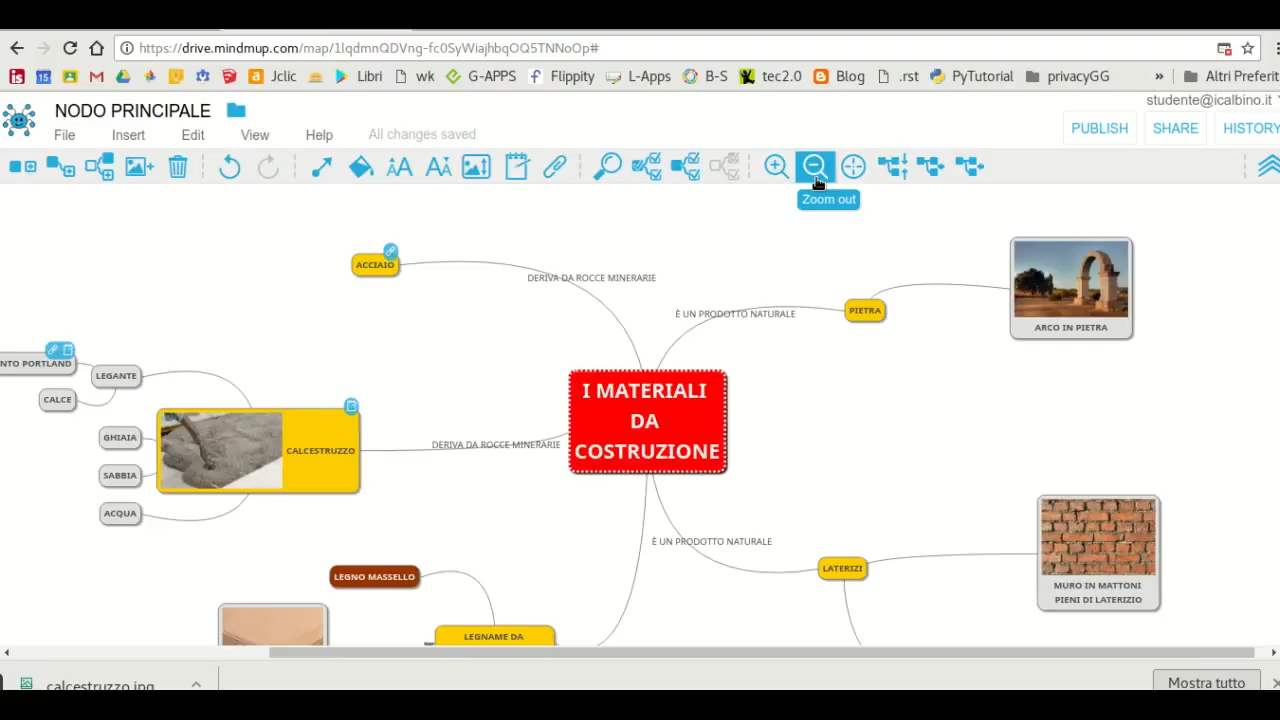 https://drive.mindmup.com/map/1lqdmnQDVng-fc0SyWiajhbqOQ5TNNoOp#
Jclic Libri wk G-APPS Flippity L-Apps B-S tec2.0 Blog .rst PyTutorial privacyGG » Altri Preferit
studente@icalbino.it
NODO PRINCIPALE
File Insert Edit View Help All changes saved
PUBLISH SHARE HISTORY
Zoom out
ACCIAIO
DERIVA DA ROCCE MINERARIE
È UN PRODOTTO NATURALE
PIETRA
ARCO IN PIETRA
NTO PORTLAND
LEGANTE
CALCE
GHIAIA
SABBIA
ACQUA
CALCESTRUZZO
DERIVA DA ROCCE MINERARIE
I MATERIALI
DA
COSTRUZIONE
È UN PRODOTTO NATURALE
LATERIZI
MURO IN MATTONI
PIENI DI LATERIZIO
LEGNO MASSELLO
LEGNAME DA
calcestruzzo.jpg
Mostra tutto